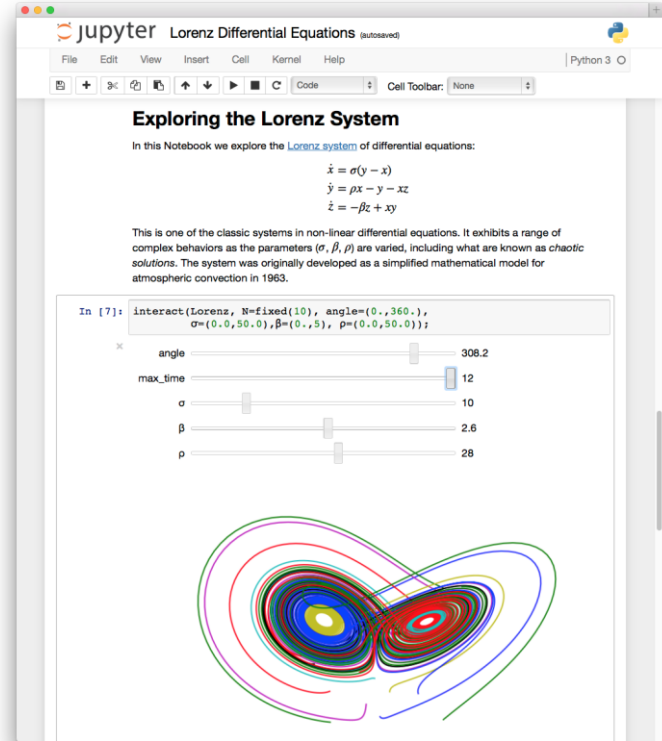 jupyter Lorenz Differential Equations (autosaved)
File Edit View Insert Cell Kernel Help Python 3
Code Cell Toolbar: None
Exploring the Lorenz System
In this Notebook we explore the Lorenz system of differential equations:
ẋ = σ(y − x)
ẏ = ρx − y − xz
ż = −βz + xy
This is one of the classic systems in non-linear differential equations. It exhibits a range of
complex behaviors as the parameters (σ, β, ρ) are varied, including what are known as chaotic
solutions. The system was originally developed as a simplified mathematical model for
atmospheric convection in 1963.
In [7]: interact(Lorenz, N=fixed(10), angle=(0.,360.),
σ=(0.0,50.0),β=(0.,5), ρ=(0.0,50.0));
angle 308.2
max_time 12
σ 10
β 2.6
ρ 28